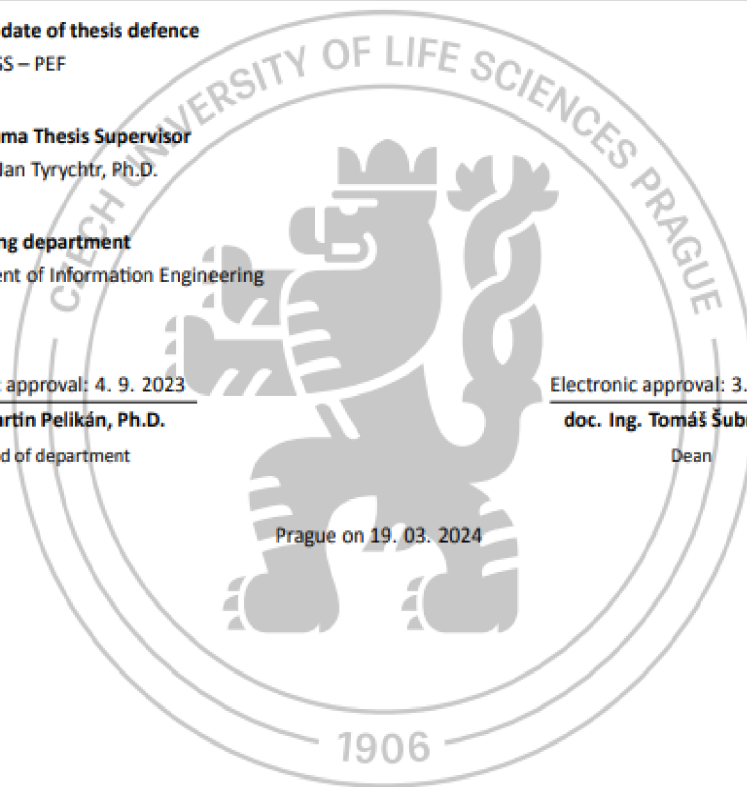 date of thesis defence
GS – PEF
ma Thesis Supervisor
Jan Tyrychtr, Ph.D.
ng department
ent of Information Engineering
approval: 4. 9. 2023
Electronic approval: 3.
rtin Pelikán, Ph.D.
doc. Ing. Tomáš Šub
d of department
Dean
Prague on 19. 03. 2024
CZECH UNIVERSITY OF LIFE SCIENCES PRAGUE
1906